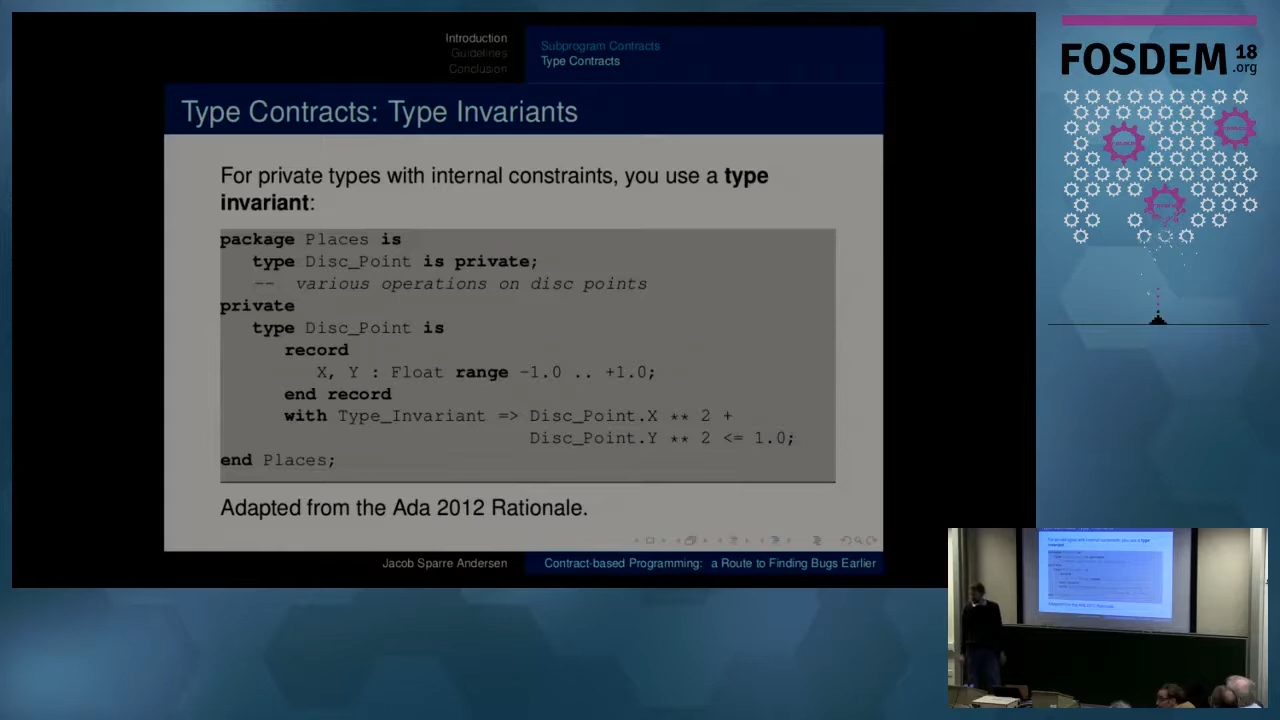 Introduction
Guidelines
Conclusion
Subprogram Contracts
Type Contracts
Type Contracts: Type Invariants
For private types with internal constraints, you use a type
invariant:
package Places is
type Disc_Point is private;
-- various operations on disc points
private
type Disc_Point is
record
X, Y : Float range -1.0 .. +1.0;
end record
with Type_Invariant => Disc_Point.X ** 2 +
Disc_Point.Y ** 2 <= 1.0;
end Places;
Adapted from the Ada 2012 Rationale.
Jacob Sparre Andersen
Contract-based Programming: a Route to Finding Bugs Earlier
FOSDEM 18
.org